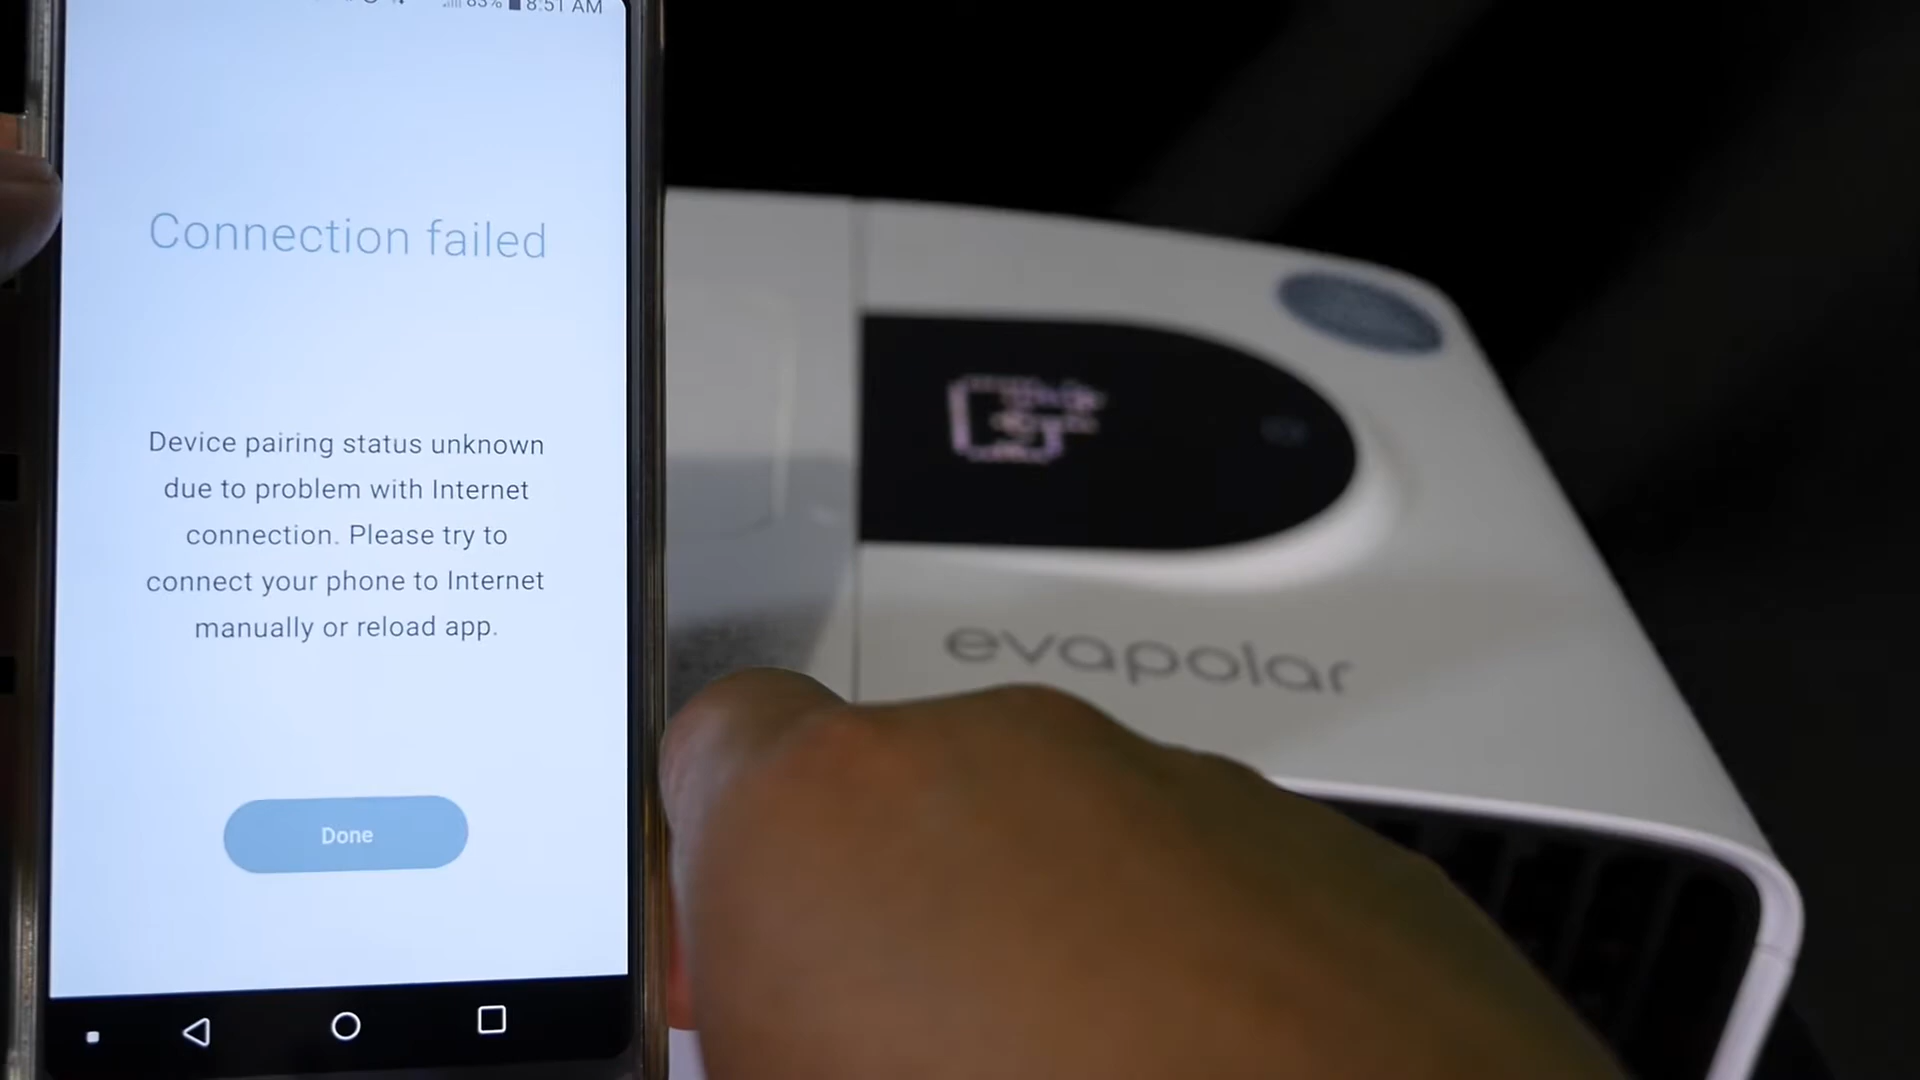 83% 8:51 AM
Connection failed
Device pairing status unknown
due to problem with Internet
connection. Please try to
connect your phone to Internet
manually or reload app.
Done
evapolar